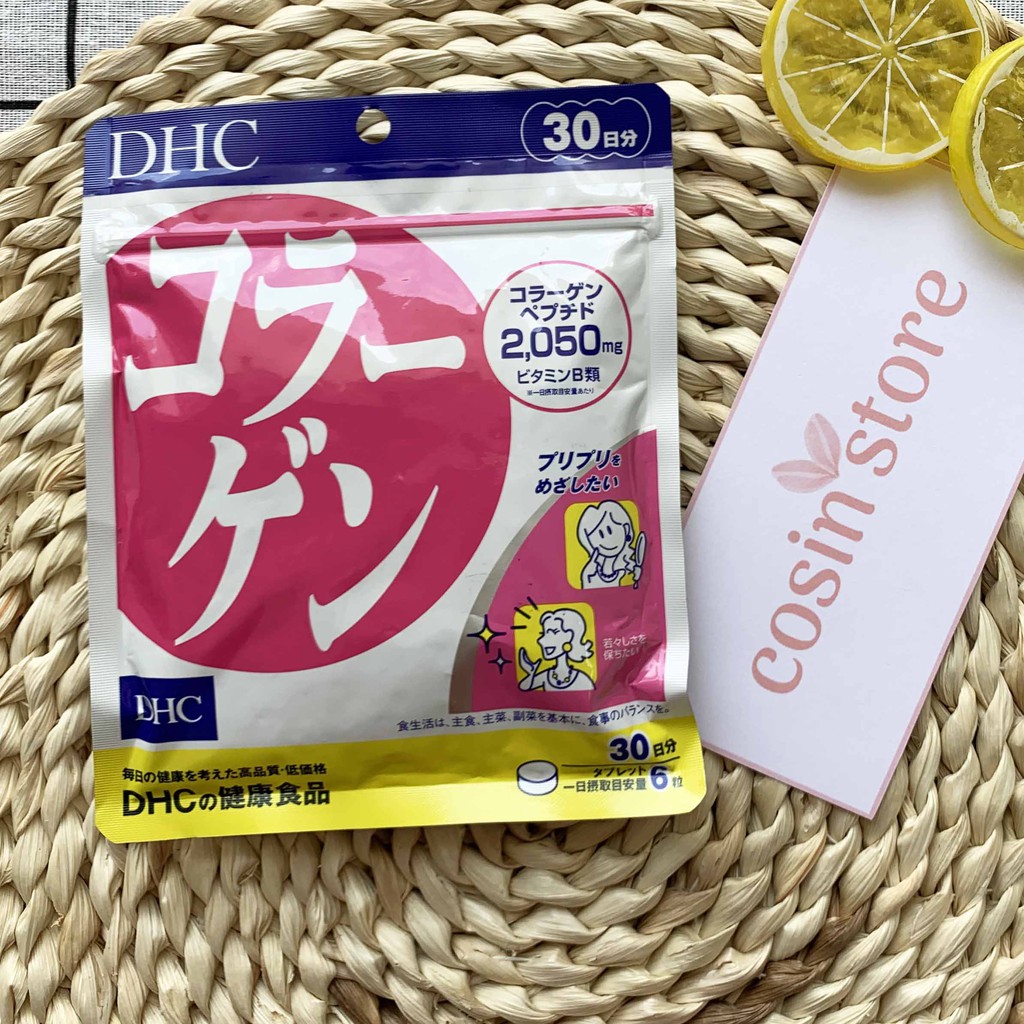 DHC
30日分
コラー
ゲン
コラーゲン
ペプチド
2,050mg
ビタミンB類
※一日摂取目安量あたり
プリプリを
めざしたい
若々しさを
保ちたい
DHC
食生活は、主食、主菜、副菜を基本に、食事のバランスを。
毎日の健康を考えた高品質・低価格
DHCの健康食品
30日分
タブレット
一日摂取目安量 6粒
cosin store